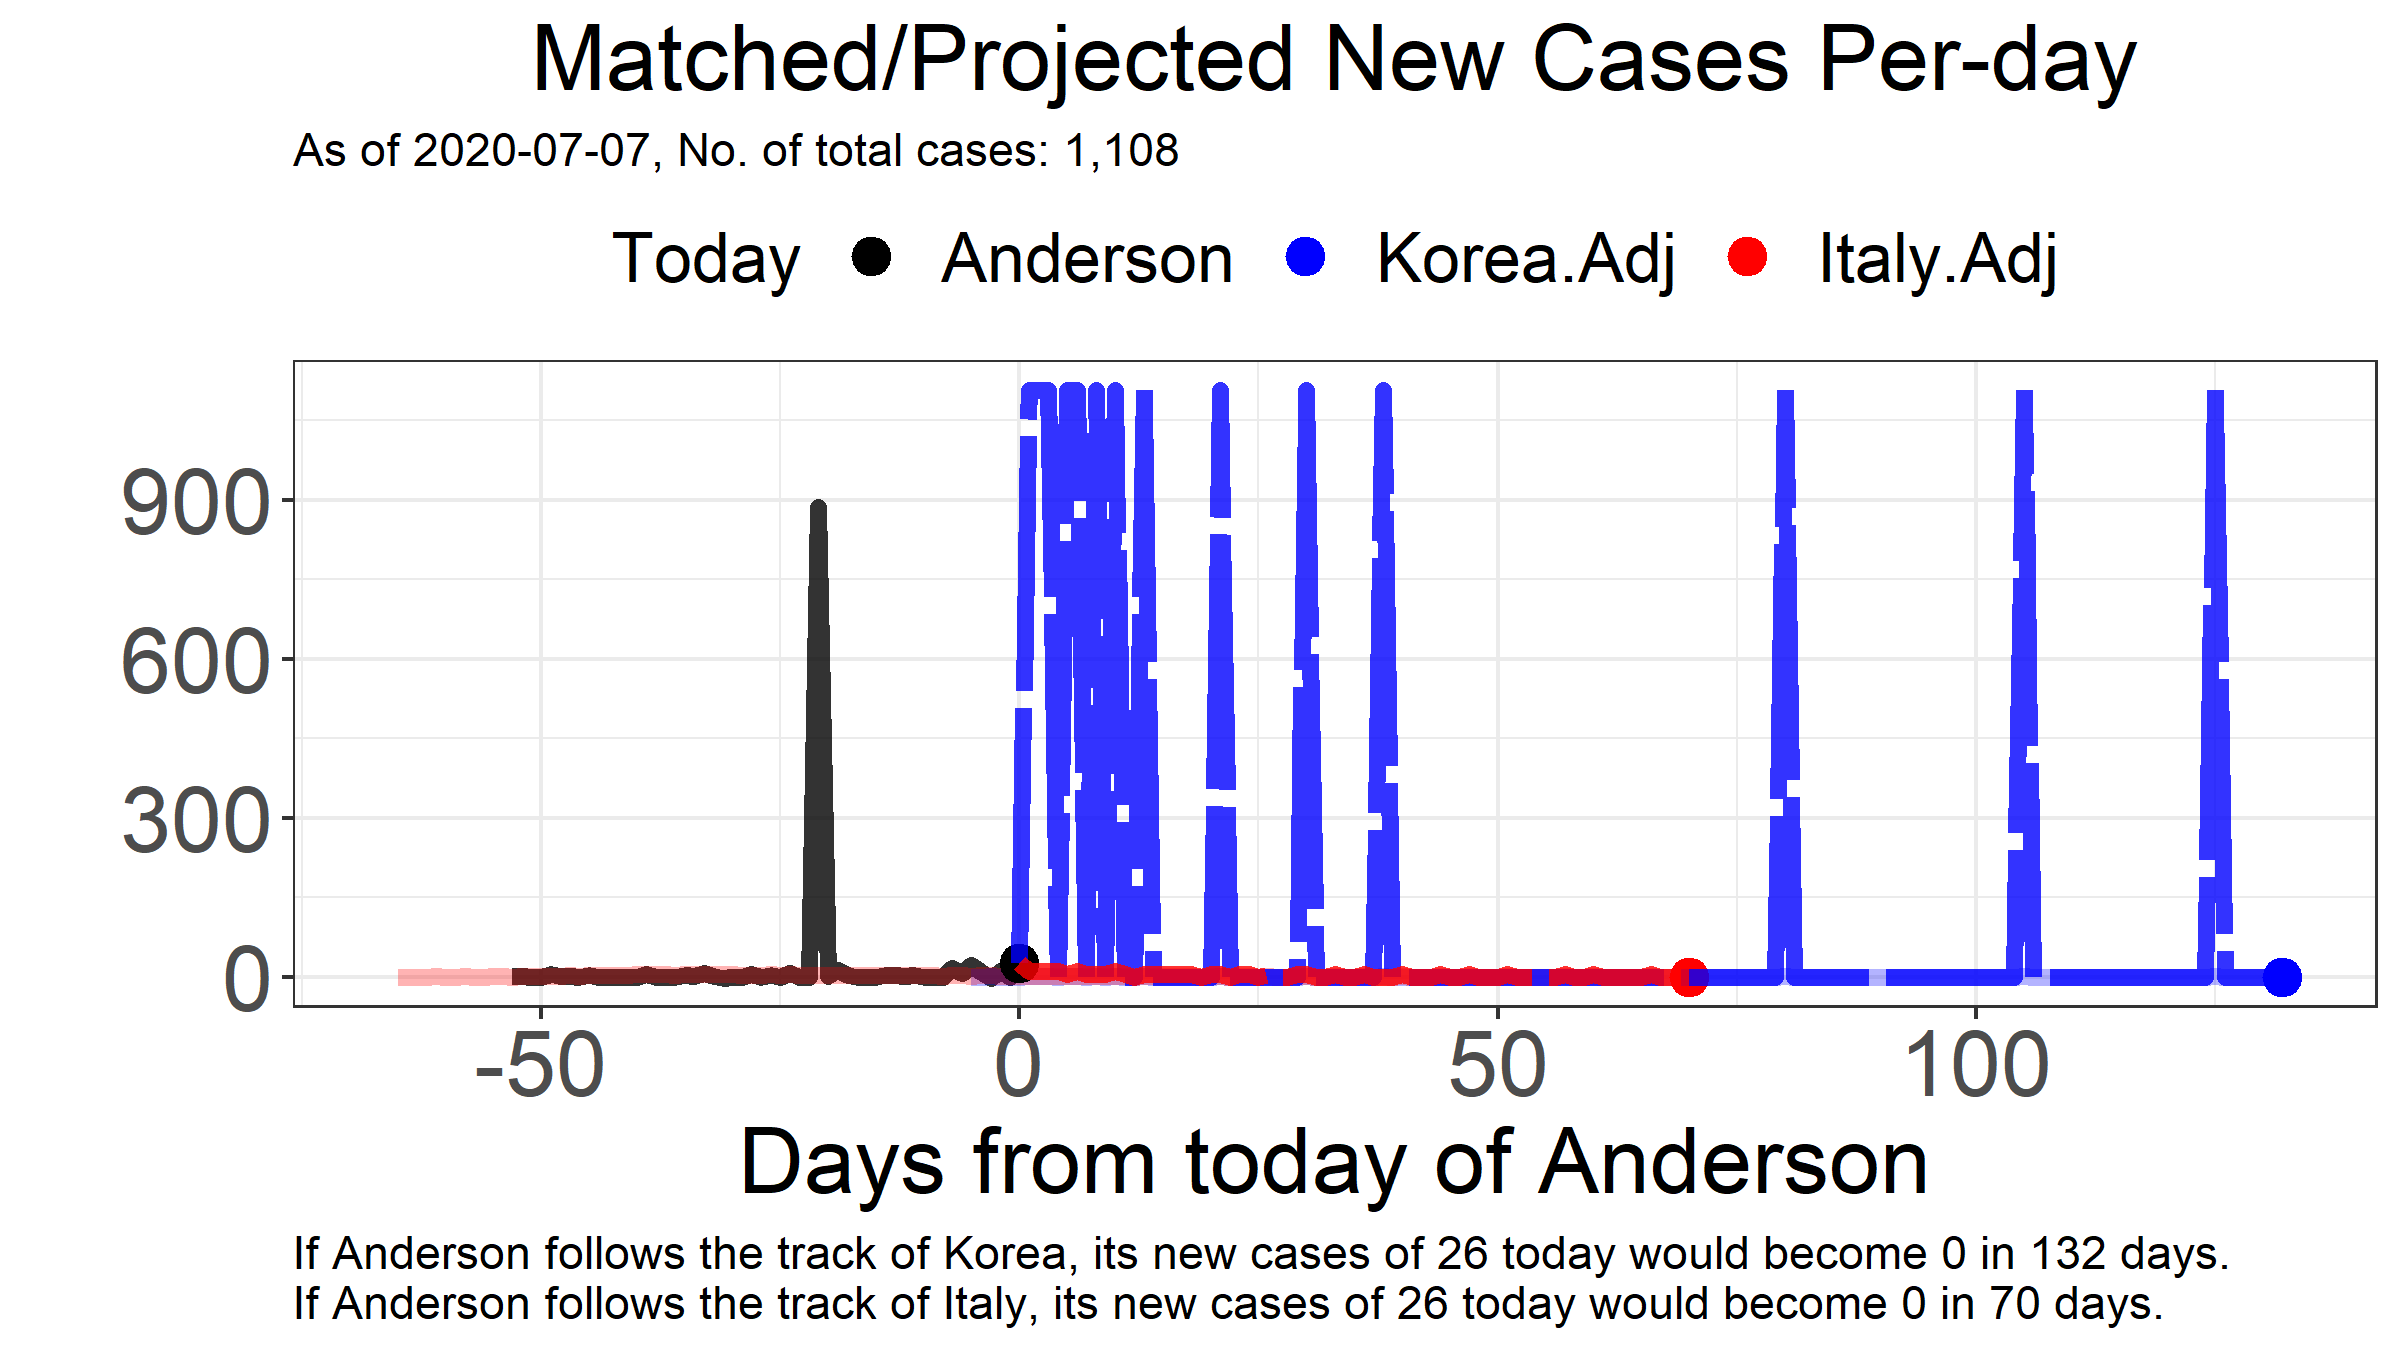 Matched/Projected New Cases Per-day
As of 2020-07-07, No. of total cases: 1,108
Today Anderson Korea.Adj Italy.Adj
900
600
300
0
-50 0 50 100
Days from today of Anderson
If Anderson follows the track of Korea, its new cases of 26 today would become 0 in 132 days.
If Anderson follows the track of Italy, its new cases of 26 today would become 0 in 70 days.